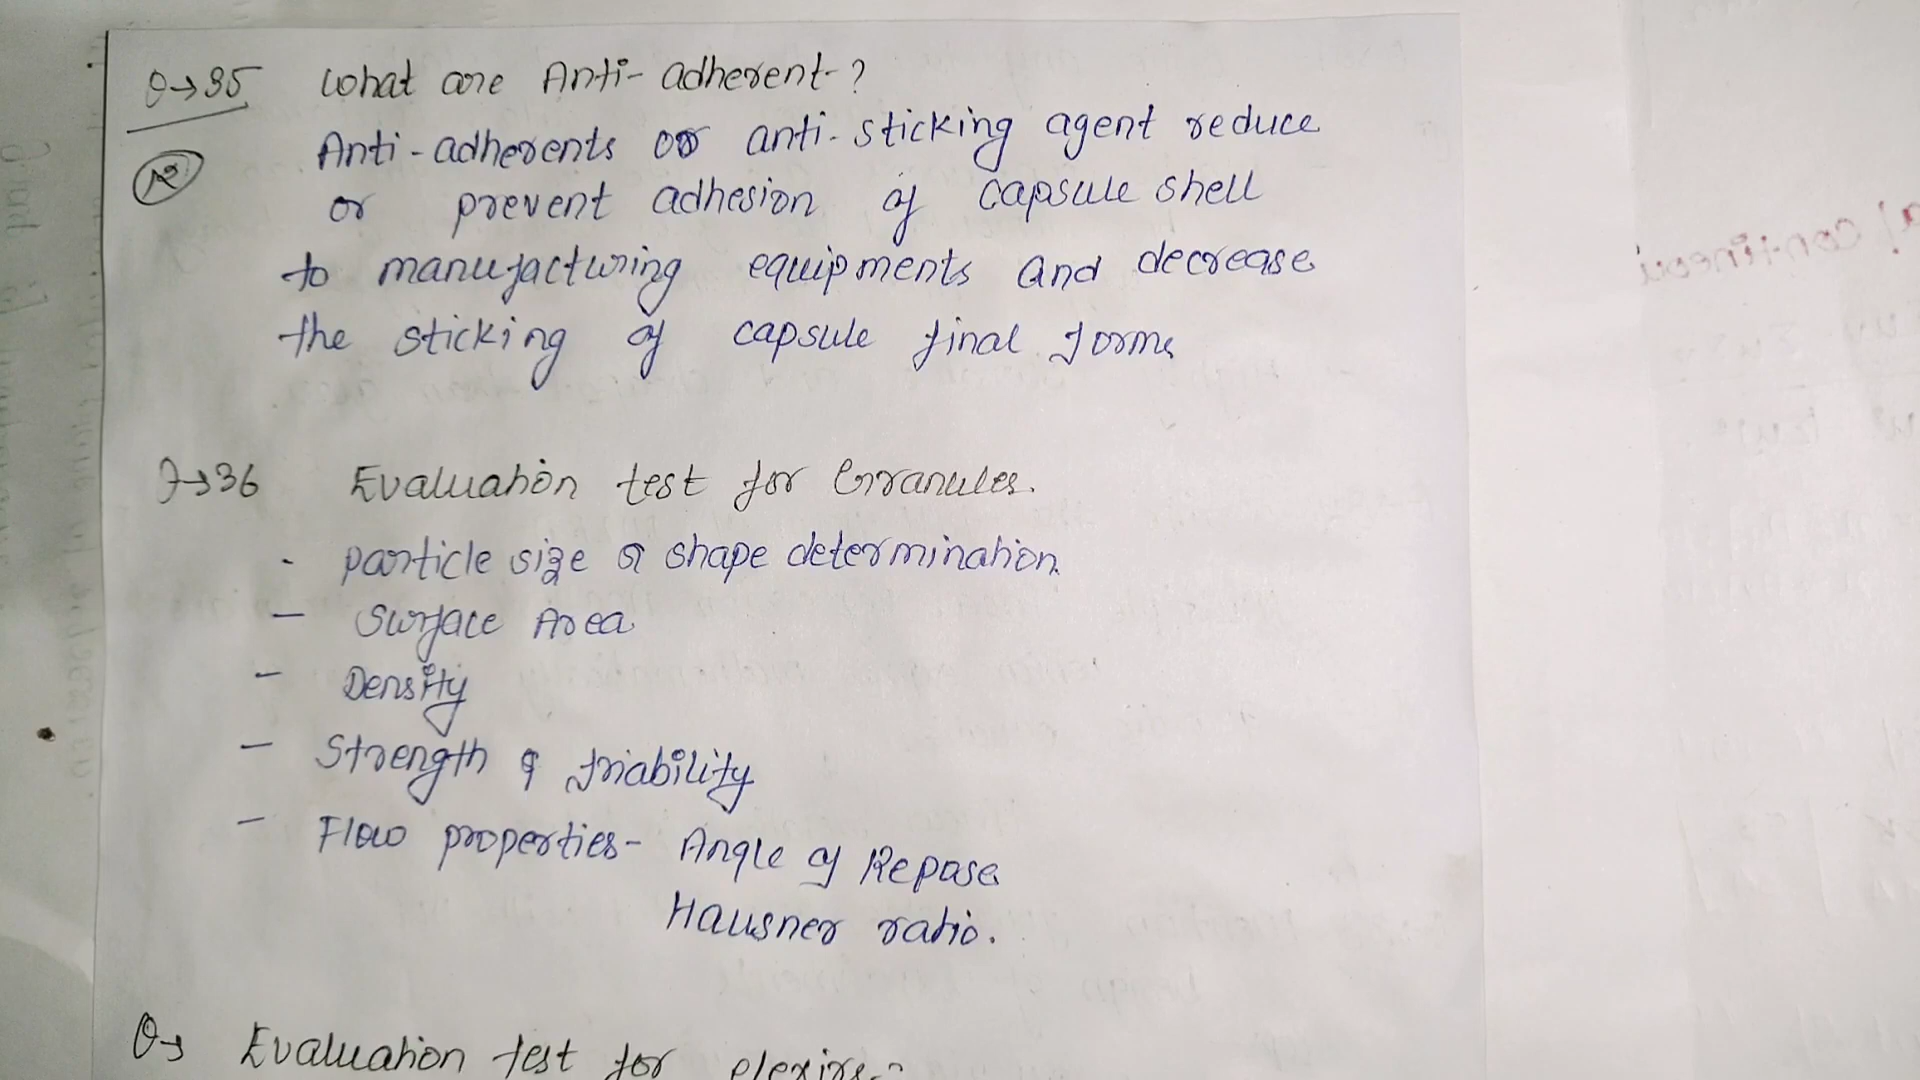 Q→35 What are Anti-adherent-?
Anti-adherents or anti-sticking agent reduce
or prevent adhesion of capsule shell
to manufacturing equipments and decrease
the sticking of capsule final forms
Q→36 Evaluation test for Granules.
- particle size & shape determination.
- Surface Area
- Density
- Strength & friability
- Flow properties- Angle of Repose
Hausner ratio.
Q→ Evaluation test for elexirs-?